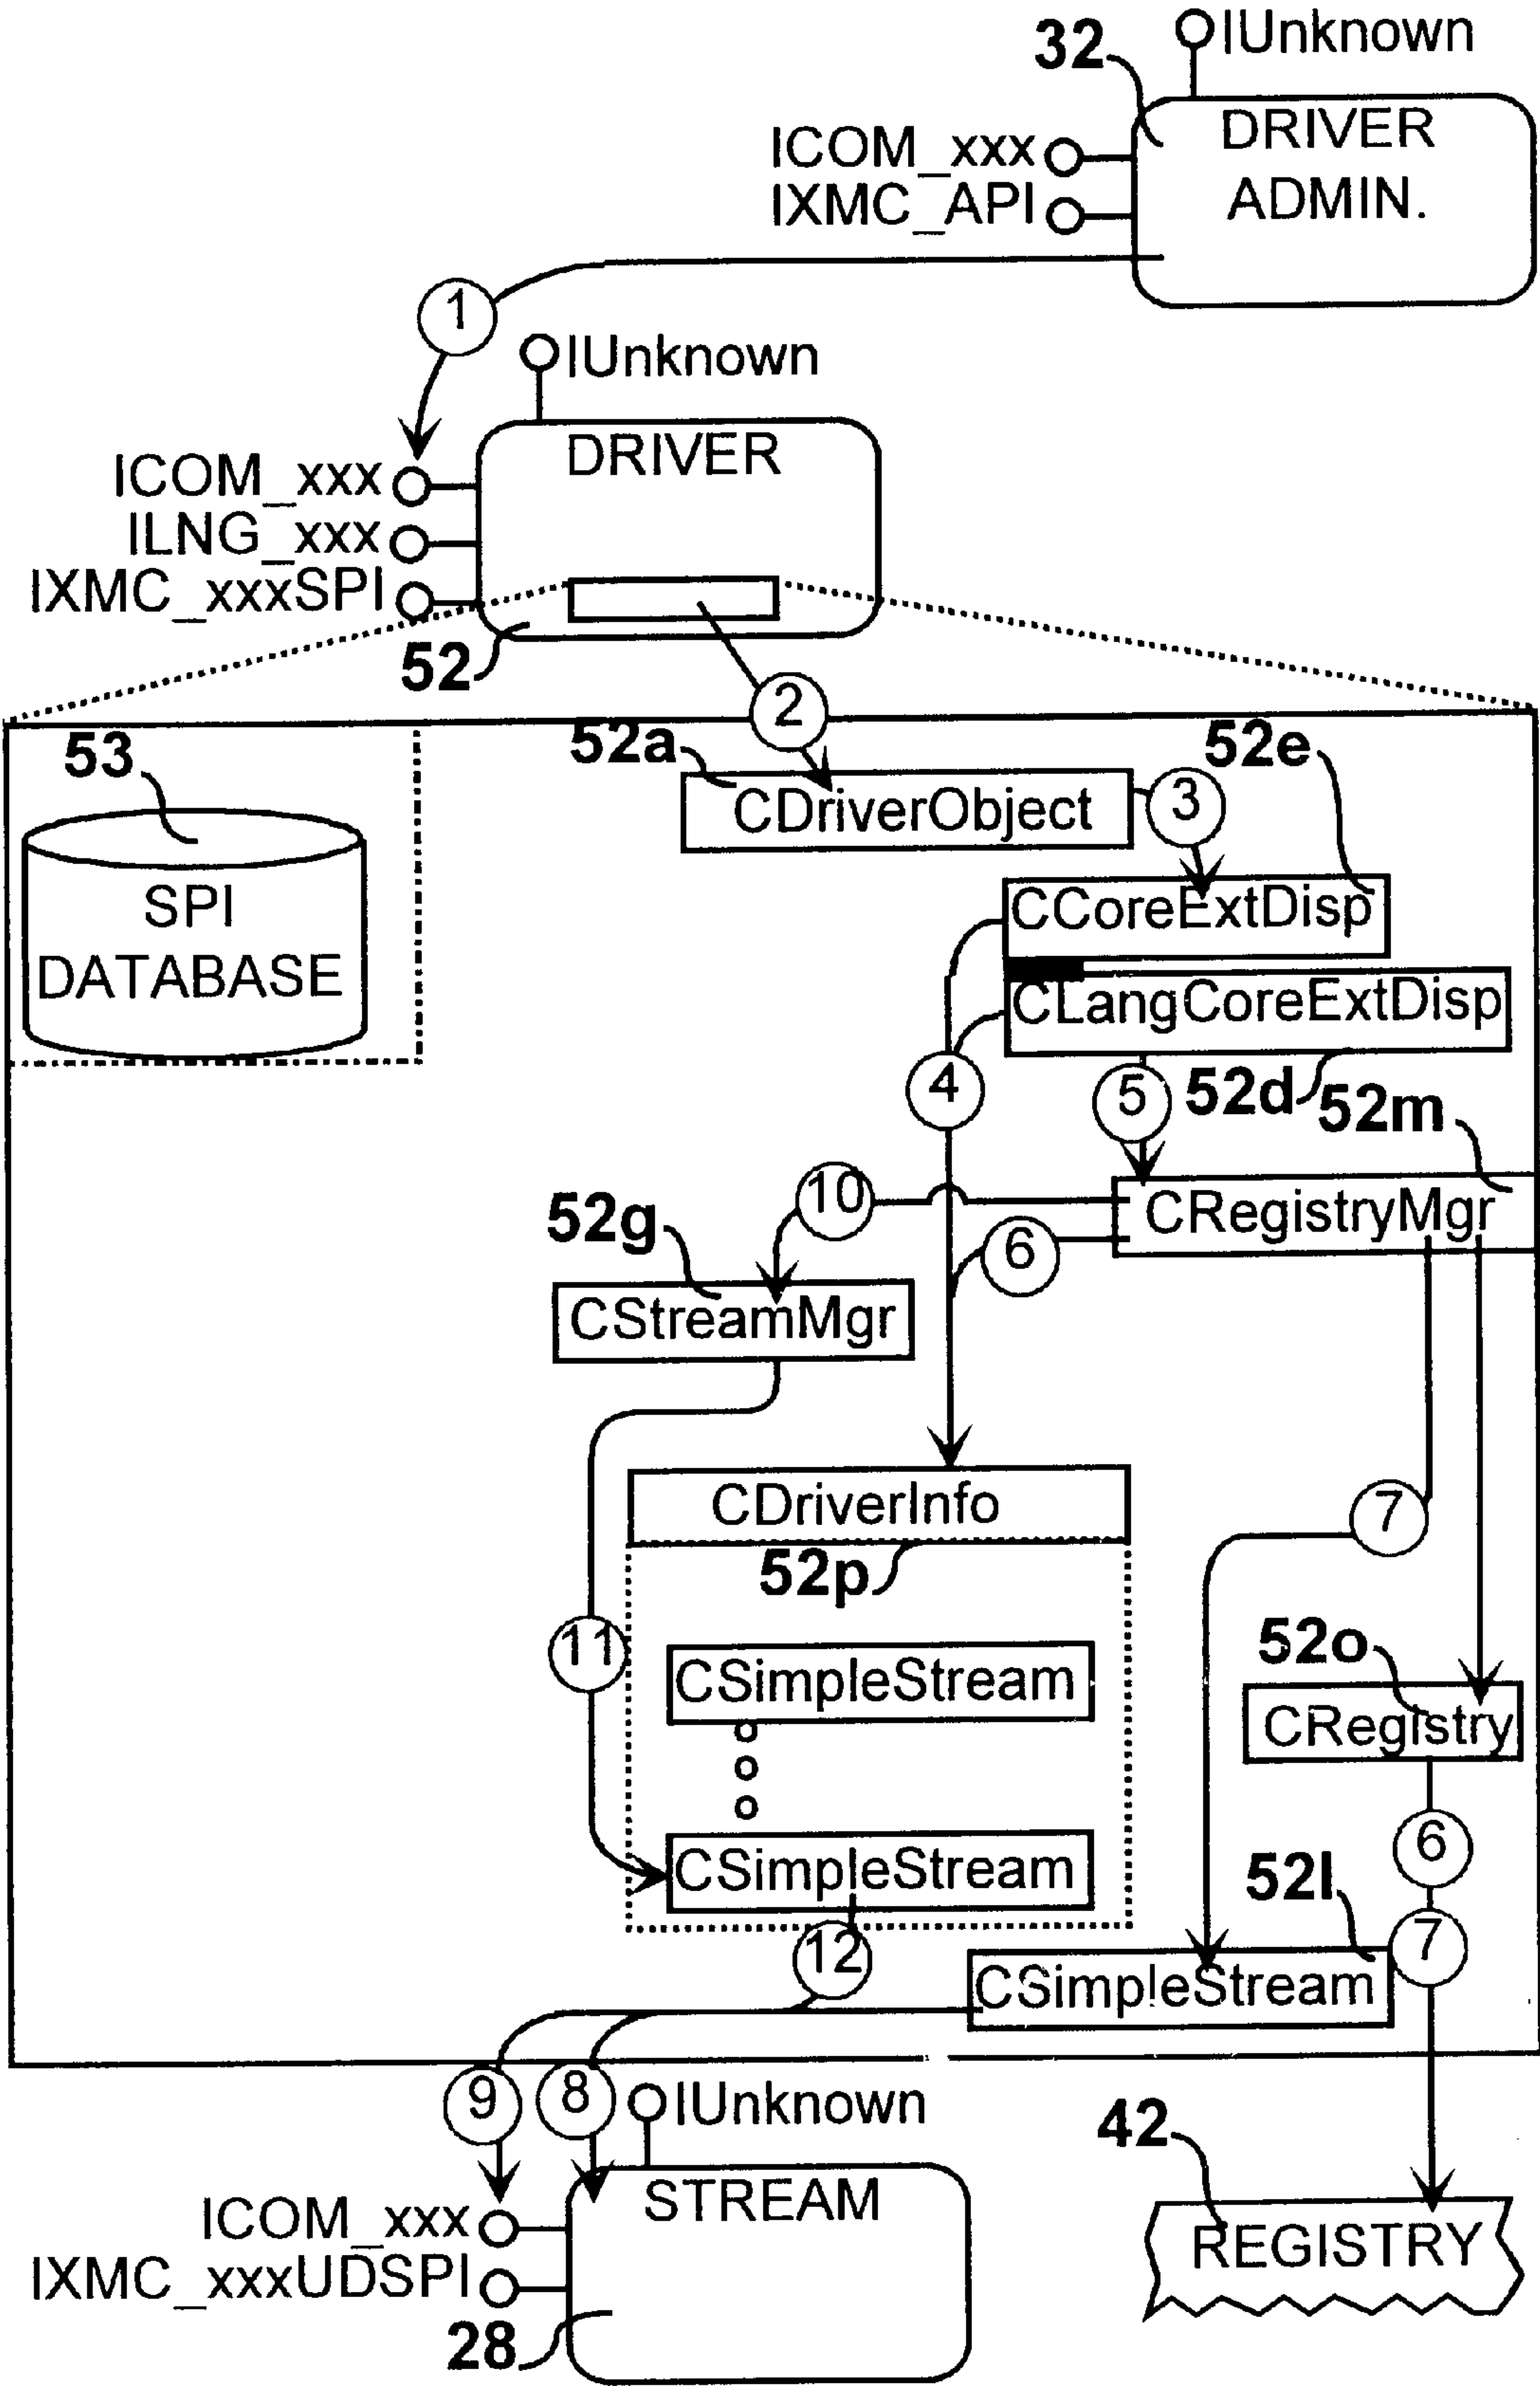 32
IUnknown
DRIVER
ADMIN.
ICOM_xxx
IXMC_API
1
IUnknown
DRIVER
ICOM_xxx
ILNG_xxx
IXMC_xxxSPI
52
2
53
52a
52e
CDriverObject
3
SPI
DATABASE
CCoreExtDisp
CLangCoreExtDisp
4
5
52d
52m
10
CRegistryMgr
52g
6
CStreamMgr
CDriverInfo
7
52p
11
52o
CSimpleStream
CRegistry
6
CSimpleStream
52l
7
12
CSimpleStream
9
8
IUnknown
42
STREAM
ICOM_xxx
IXMC_xxxUDSPI
REGISTRY
28